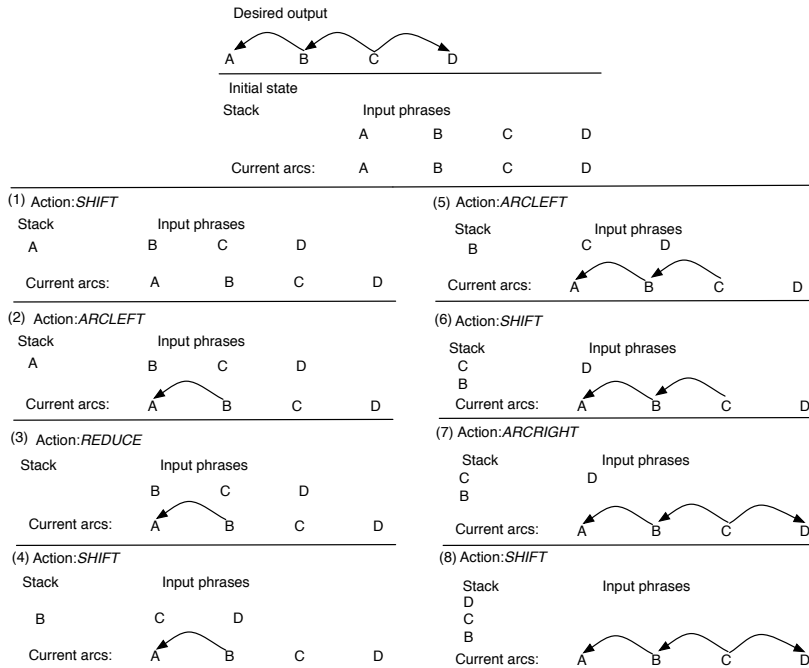 Desired output
A B C D
Initial state
Stack Input phrases
A B C D
Current arcs: A B C D
(1) Action:SHIFT
Stack Input phrases
A B C D
Current arcs: A B C D
(2) Action:ARCLEFT
Stack Input phrases
A B C D
Current arcs: A B C D
(3) Action:REDUCE
Stack Input phrases
B C D
Current arcs: A B C D
(4) Action:SHIFT
Stack Input phrases
B C D
Current arcs: A B C D
(5) Action:ARCLEFT
Stack Input phrases
B C D
Current arcs: A B C D
(6) Action:SHIFT
Stack Input phrases
C D
B
Current arcs: A B C D
(7) Action:ARCRIGHT
Stack Input phrases
C D
B
Current arcs: A B C D
(8) Action:SHIFT
Stack Input phrases
D
C
B
Current arcs: A B C D